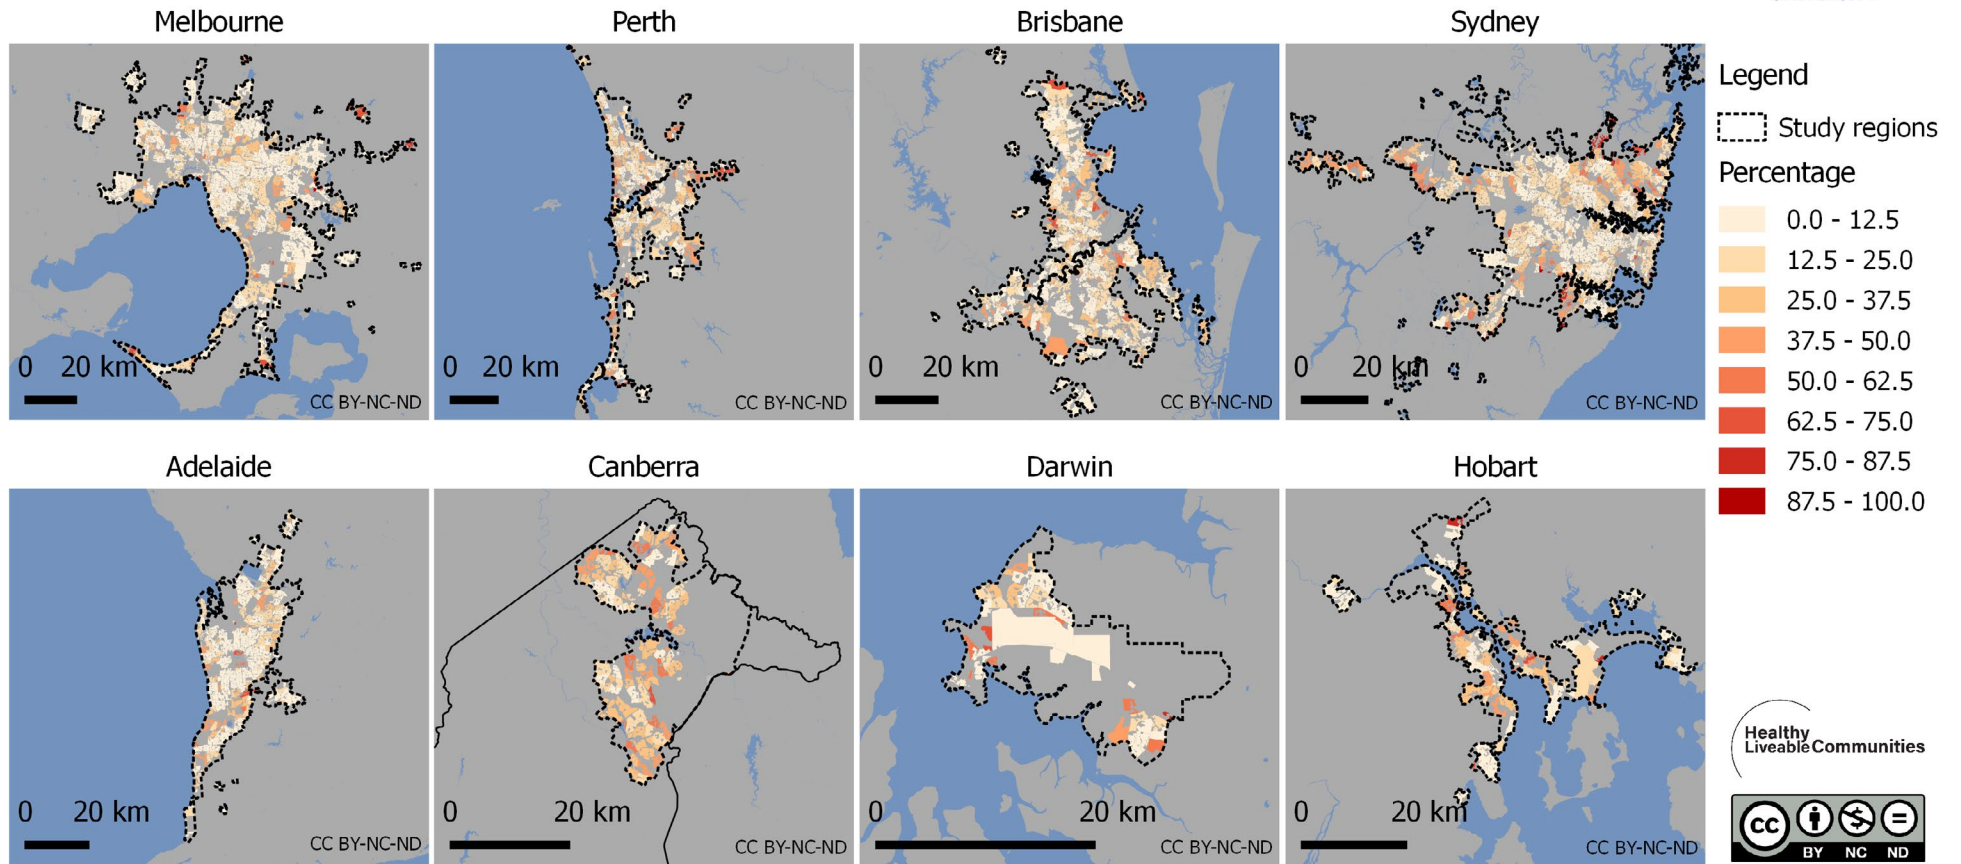 Melbourne
Perth
Brisbane
Sydney
0 20 km
CC BY-NC-ND
0 20 km
CC BY-NC-ND
0 20 km
CC BY-NC-ND
0 20 km
CC BY-NC-ND
Adelaide
Canberra
Darwin
Hobart
0 20 km
CC BY-NC-ND
0 20 km
CC BY-NC-ND
0 20 km
CC BY-NC-ND
0 20 km
CC BY-NC-ND
Legend
Study regions
Percentage
0.0 - 12.5
12.5 - 25.0
25.0 - 37.5
37.5 - 50.0
50.0 - 62.5
62.5 - 75.0
75.0 - 87.5
87.5 - 100.0
Healthy
Liveable Communities
cc
BY NC ND